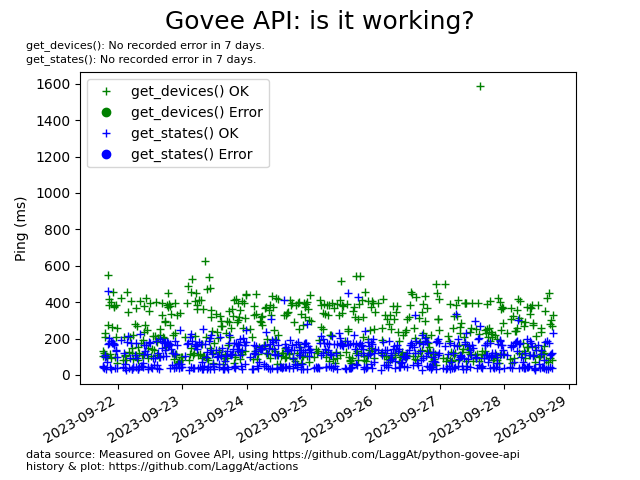 Govee API: is it working?
get_devices(): No recorded error in 7 days.
get_states(): No recorded error in 7 days.
get_devices() OK
get_devices() Error
get_states() OK
get_states() Error
Ping (ms)
1600
1400
1200
1000
800
600
400
200
0
2023-09-22
2023-09-23
2023-09-24
2023-09-25
2023-09-26
2023-09-27
2023-09-28
2023-09-29
data source: Measured on Govee API, using https://github.com/LaggAt/python-govee-api
history & plot: https://github.com/LaggAt/actions